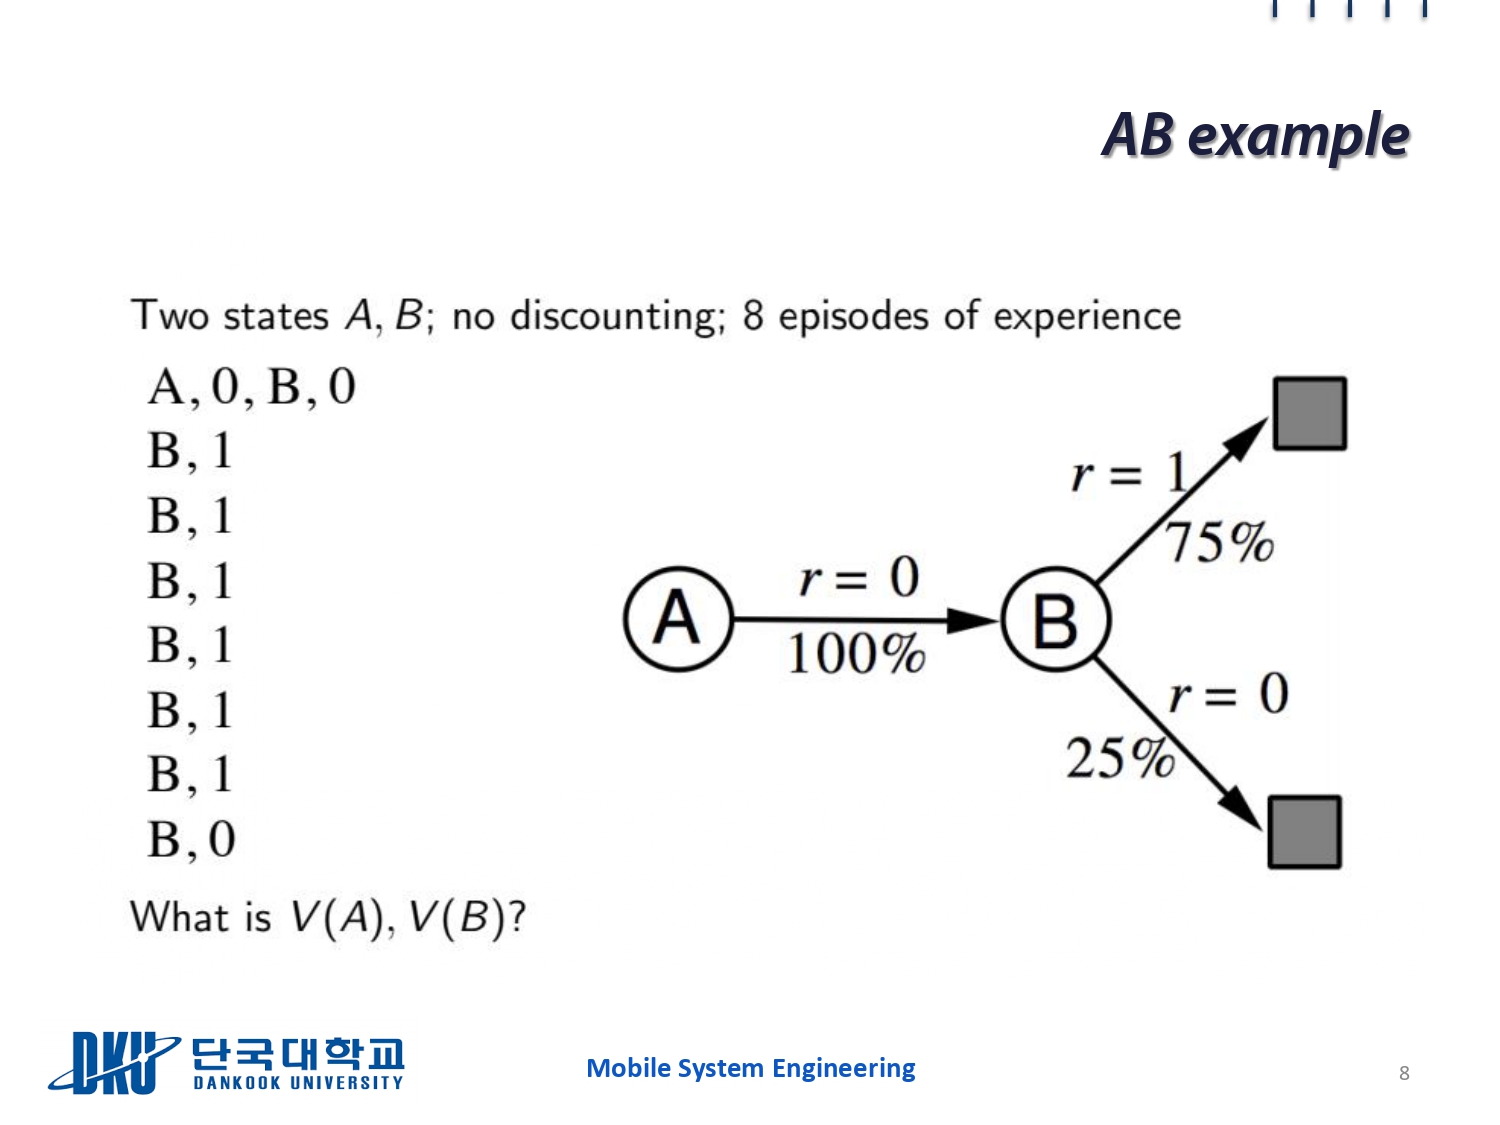 AB example
Two states A, B; no discounting; 8 episodes of experience
A, 0, B, 0
B, 1
B, 1
B, 1
B, 1
B, 1
B, 1
B, 0
What is V(A), V(B)?
A
r = 0
100%
B
r = 1
75%
r = 0
25%
DKU 단국대학교
DANKOOK UNIVERSITY
Mobile System Engineering
8